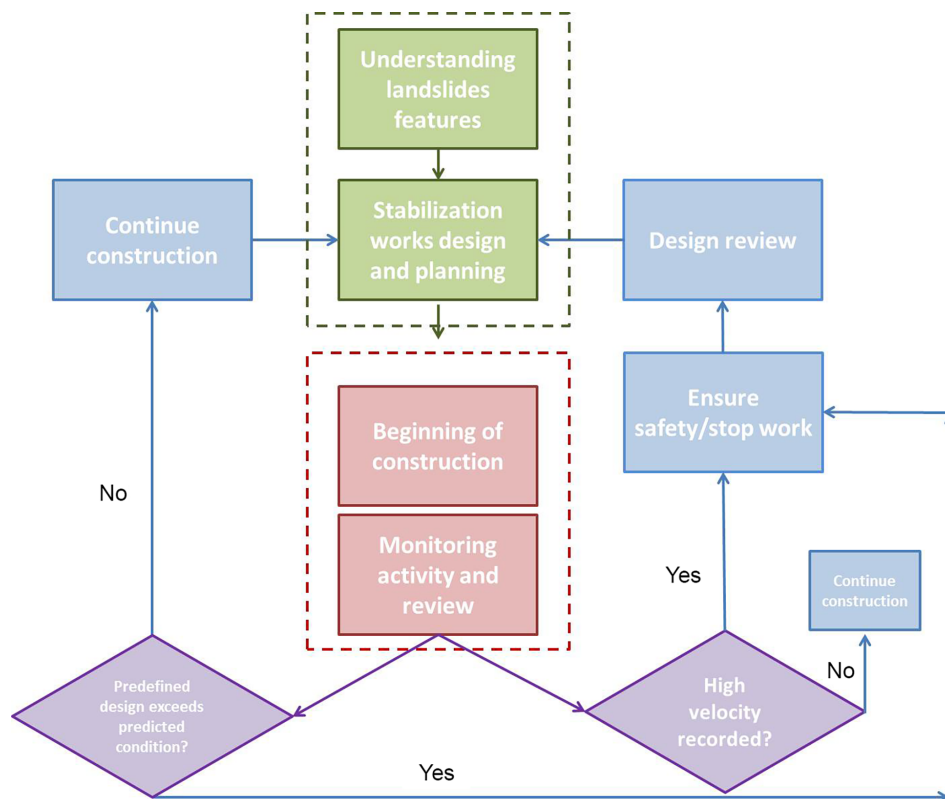 Understanding
landslides
features
Continue
construction
Stabilization
works design
and planning
Design review
Beginning of
construction
Ensure
safety/stop work
No
Monitoring
activity and
review
Yes
Continue
construction
Predefined
design exceeds
predicted
condition?
High
velocity
recorded?
No
Yes